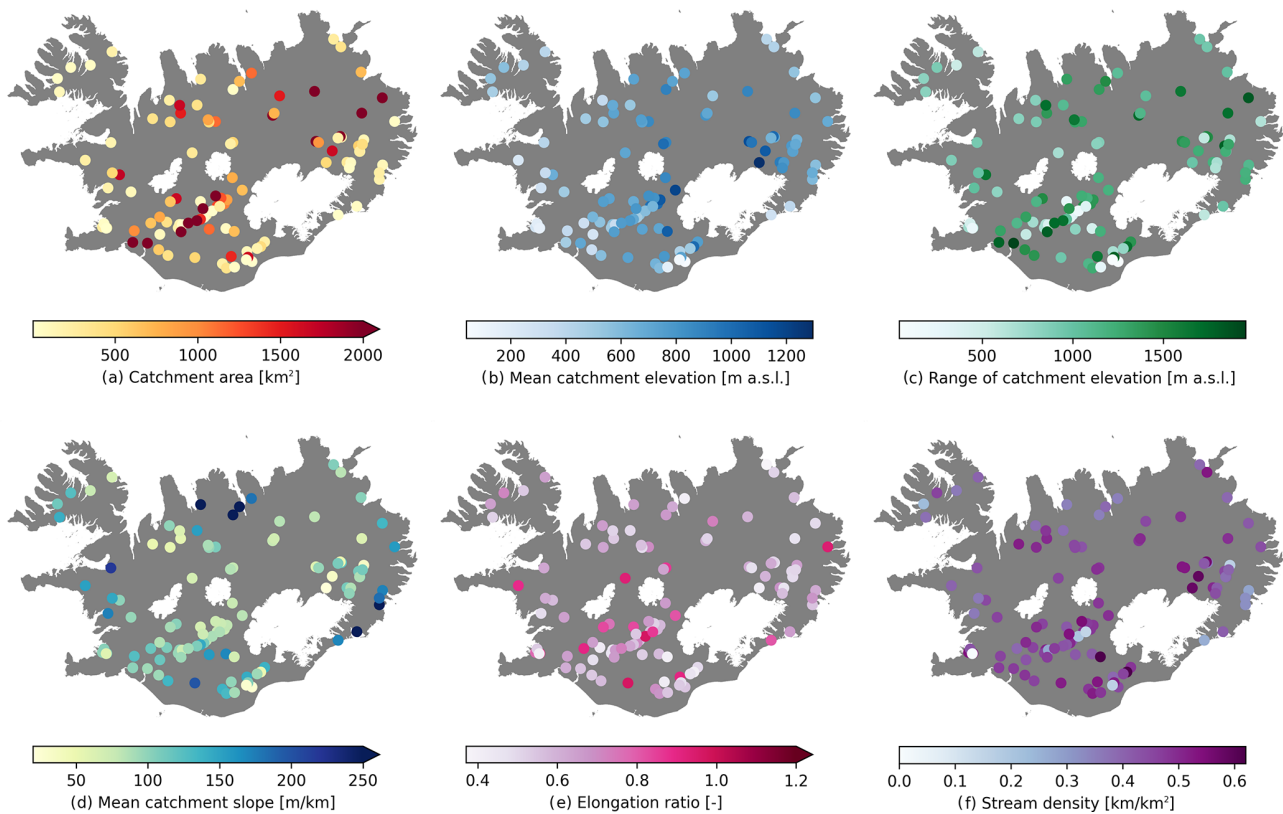 500 1000 1500 2000
(a) Catchment area [km²]
200 400 600 800 1000 1200
(b) Mean catchment elevation [m a.s.l.]
500 1000 1500
(c) Range of catchment elevation [m a.s.l.]
50 100 150 200 250
(d) Mean catchment slope [m/km]
0.4 0.6 0.8 1.0 1.2
(e) Elongation ratio [-]
0.0 0.1 0.2 0.3 0.4 0.5 0.6
(f) Stream density [km/km²]